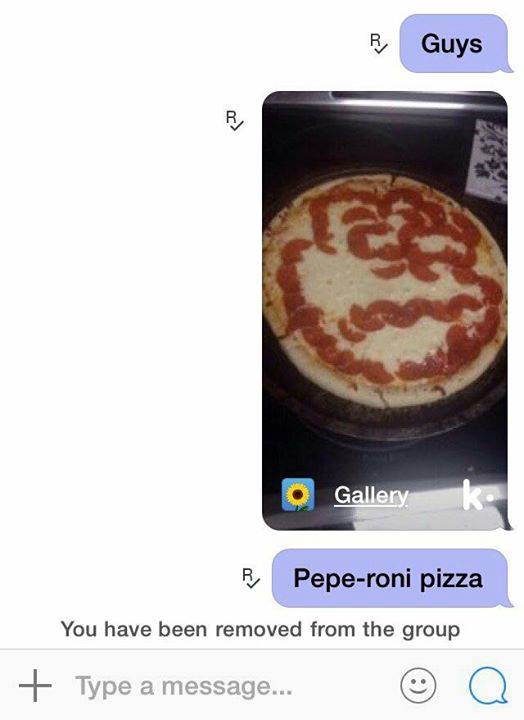 Guys
R
R
Gallery
k.
Pepe-roni pizza
R
You have been removed from the group
Type a message...